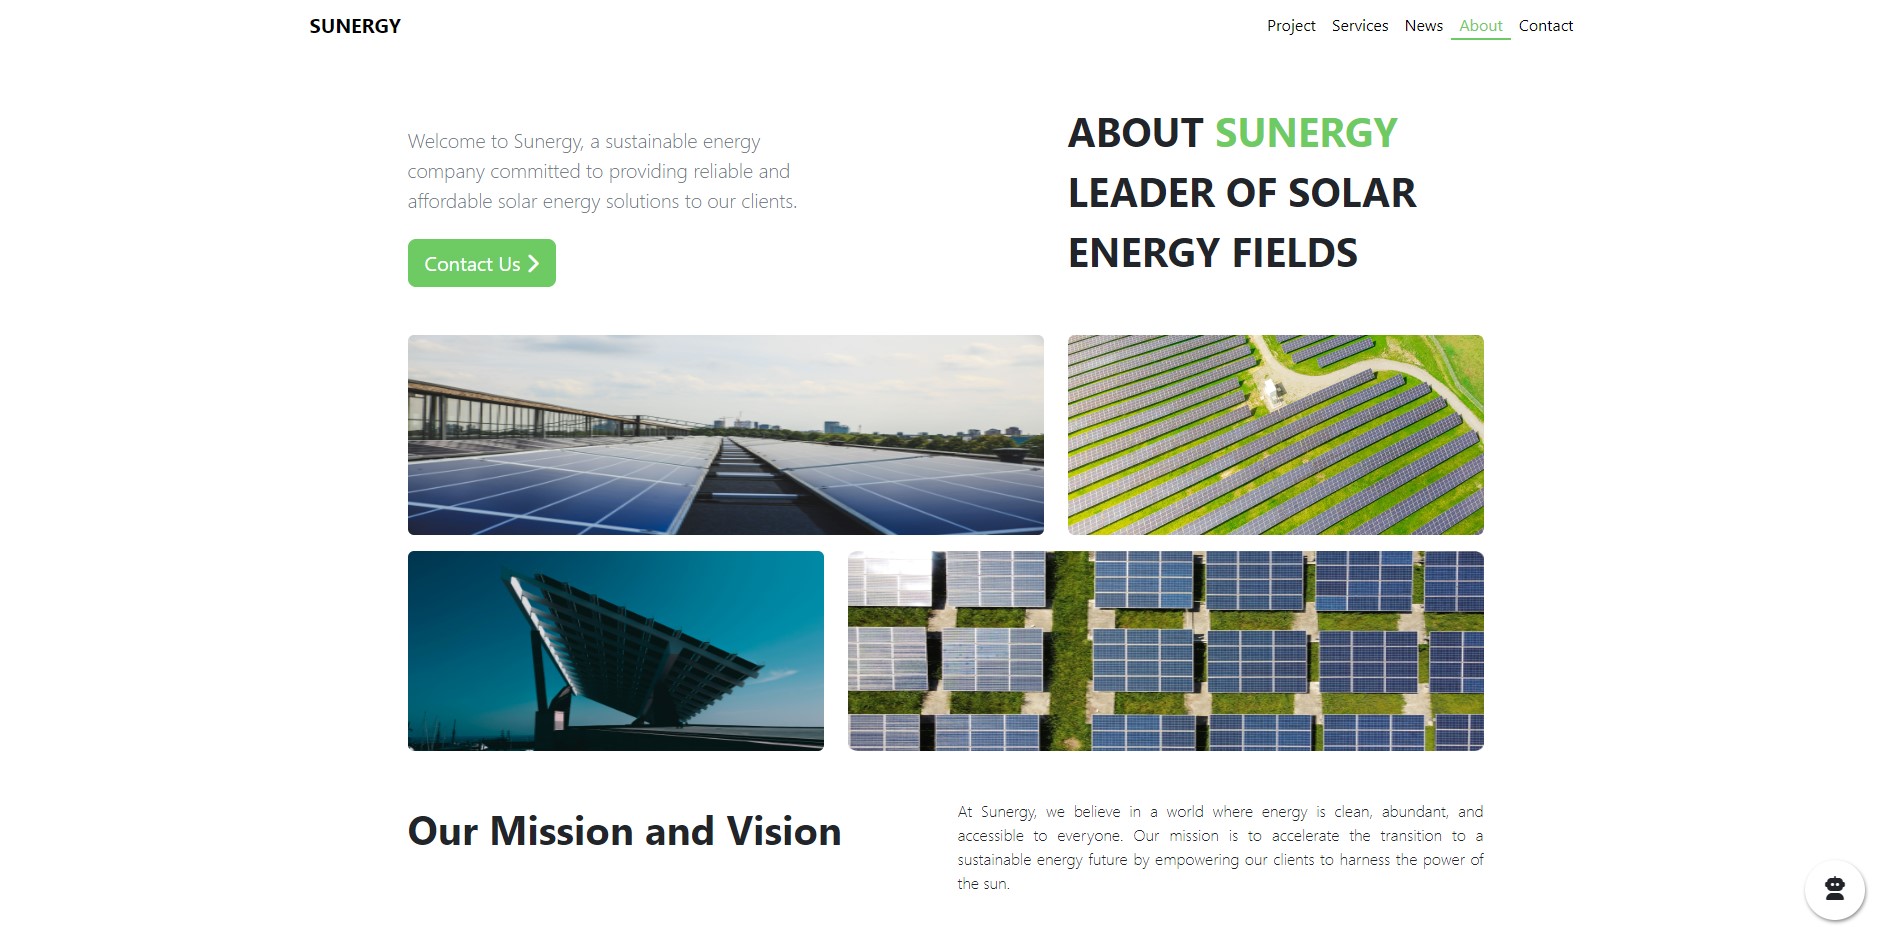 SUNERGY
Project Services News About Contact
Welcome to Sunergy, a sustainable energy
company committed to providing reliable and
affordable solar energy solutions to our clients.
Contact Us
ABOUT SUNERGY
LEADER OF SOLAR
ENERGY FIELDS
Our Mission and Vision
At Sunergy, we believe in a world where energy is clean, abundant, and
accessible to everyone. Our mission is to accelerate the transition to a
sustainable energy future by empowering our clients to harness the power of
the sun.